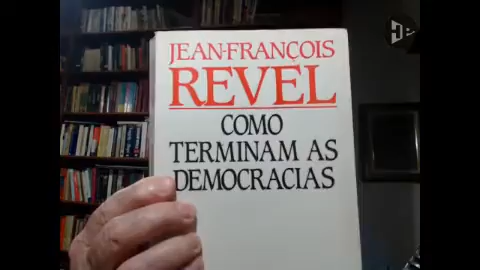 JEAN-FRANÇOIS
REVEL
COMO
TERMINAM AS
DEMOCRACIAS